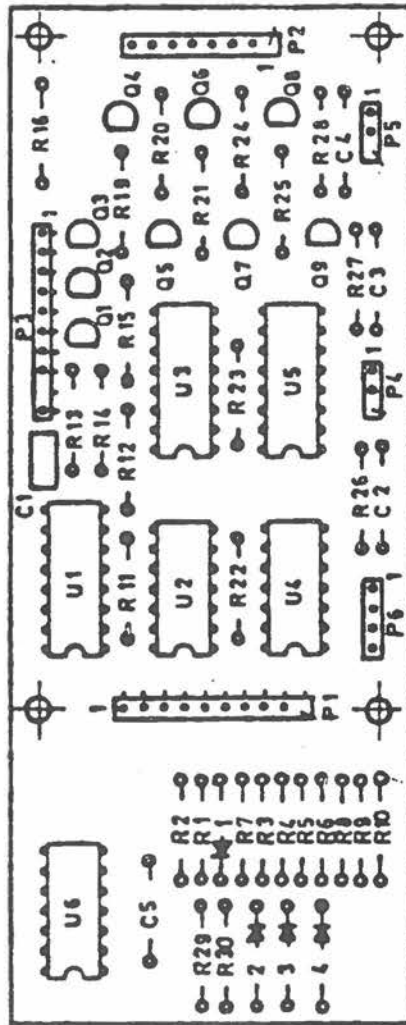 C1 P3
R16
1
U6 U1 R13
1 R14 Q1 Q2 Q3
R11 R12 R15 R19 Q4
C5
Q5 R20
R2 U2 U3
R29 R1 R21 Q6
1
R30 R7 R22 R23 Q7 R24
2 R3
3 R4 U4 U5 R25 1 Q8
R5 P2
4 R6 Q9 R28
P1
R8 R26 C4
R9 R27
1 1 1
R10 C2 C3
P6 P4 P5